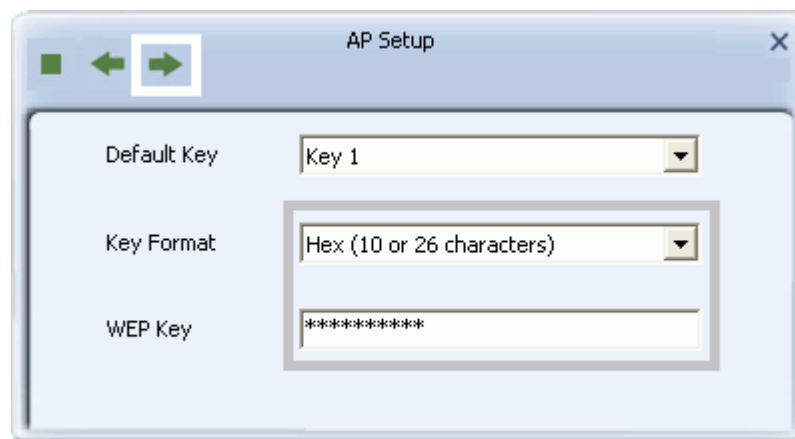 AP Setup
Default Key Key 1
Key Format Hex (10 or 26 characters)
WEP Key **********